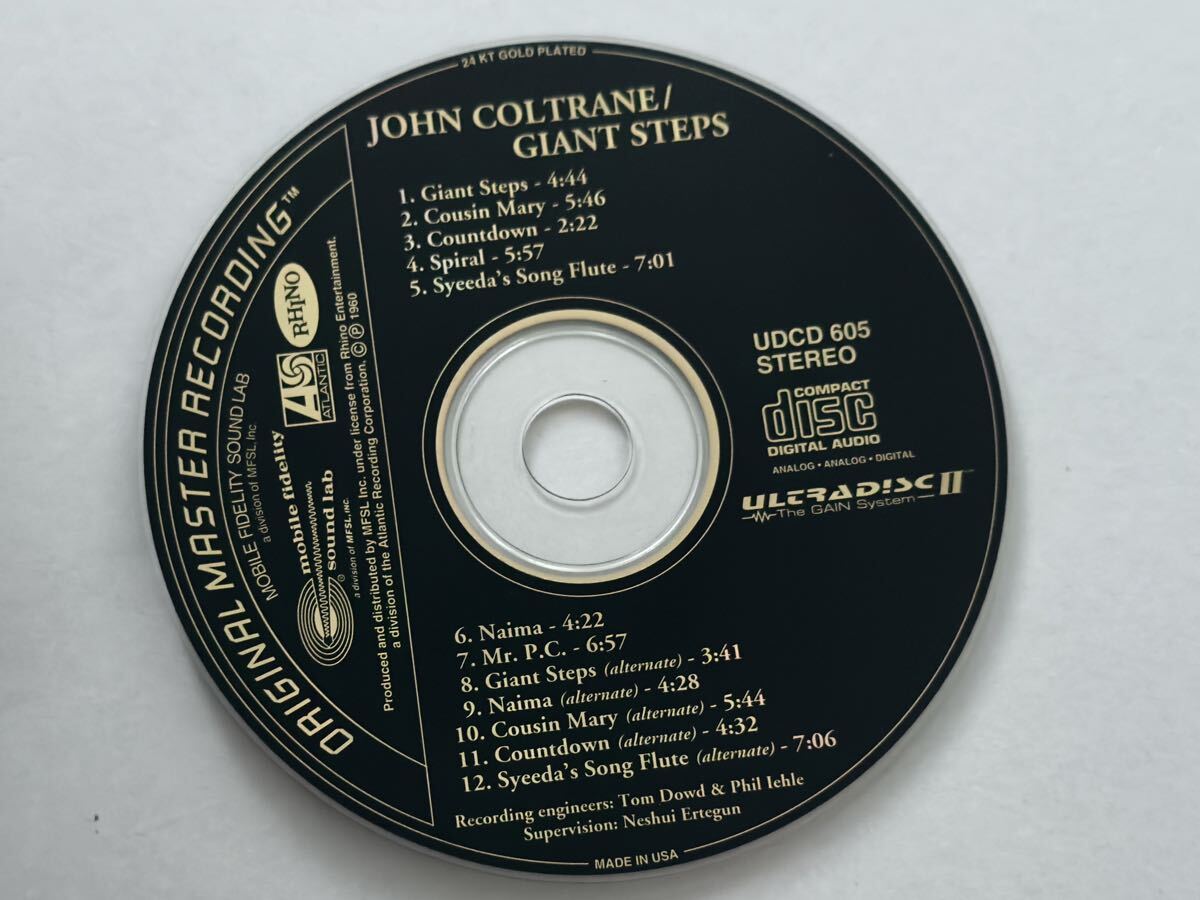 24 KT GOLD PLATED
JOHN COLTRANE/
GIANT STEPS
1. Giant Steps - 4:44
2. Cousin Mary - 5:46
3. Countdown - 2:22
4. Spiral - 5:57
5. Syeeda's Song Flute - 7:01
ORIGINAL MASTER RECORDING™
MOBILE FIDELITY SOUND LAB
a division of MFSL, Inc.
RHINO
ATLANTIC
mobile fidelity
sound lab
®
a division of MFSL, INC.
Produced and distributed by MFSL Inc. under license from Rhino Entertainment.
a division of the Atlantic Recording Corporation. © ℗ 1960
UDCD 605
STEREO
COMPACT
disc
DIGITAL AUDIO
ANALOG • ANALOG • DIGITAL
ULTRADISC II™
The GAIN System
6. Naima - 4:22
7. Mr. P.C. - 6:57
8. Giant Steps (alternate) - 3:41
9. Naima (alternate) - 4:28
10. Cousin Mary (alternate) - 5:44
11. Countdown (alternate) - 4:32
12. Syeeda's Song Flute (alternate) - 7:06
Recording engineers: Tom Dowd & Phil Iehle
Supervision: Neshui Ertegun
MADE IN USA